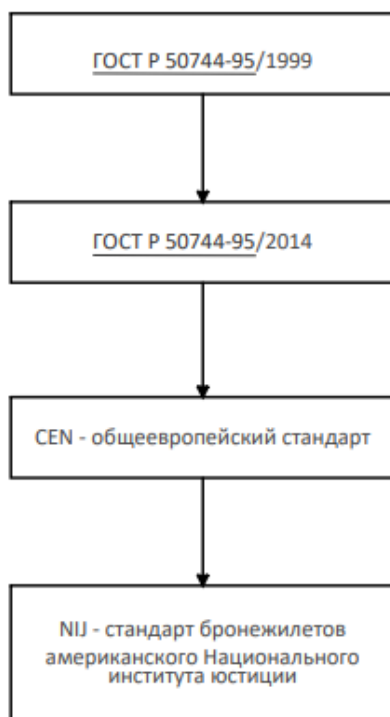 ГОСТ Р 50744-95/1999
ГОСТ Р 50744-95/2014
CEN - общеевропейский стандарт
NIJ - стандарт бронежилетов
американского Национального
института юстиции